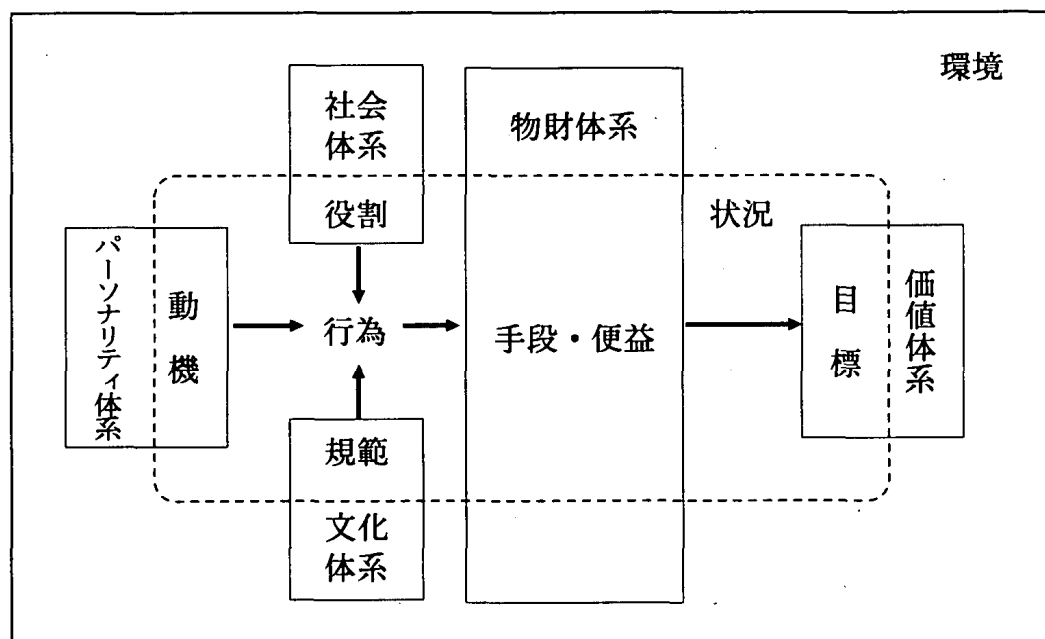 環境
社会
体系
役割
物財体系
状況
パーソナリティ体系
動機
行為
手段・便益
目標
価値体系
規範
文化
体系